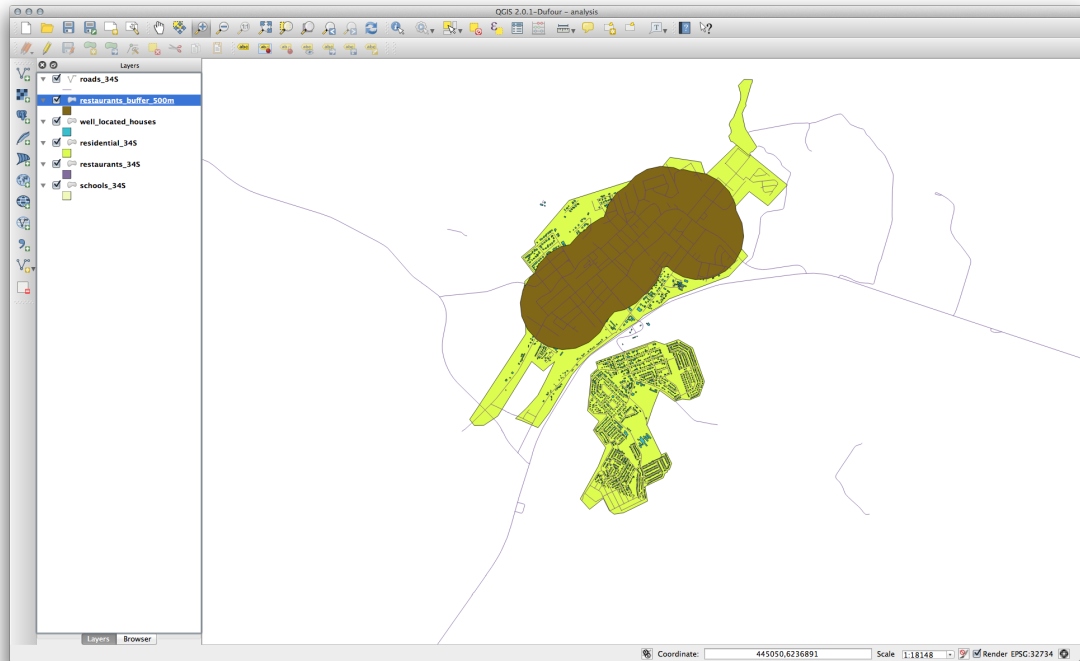 QGIS 2.0.1-Dufour - analysis
Layers
roads_34S
restaurants_buffer_500m
well_located_houses
residential_34S
restaurants_34S
schools_34S
Layers Browser
Coordinate: 445050,6236891 Scale 1:18148 Render EPSG:32734